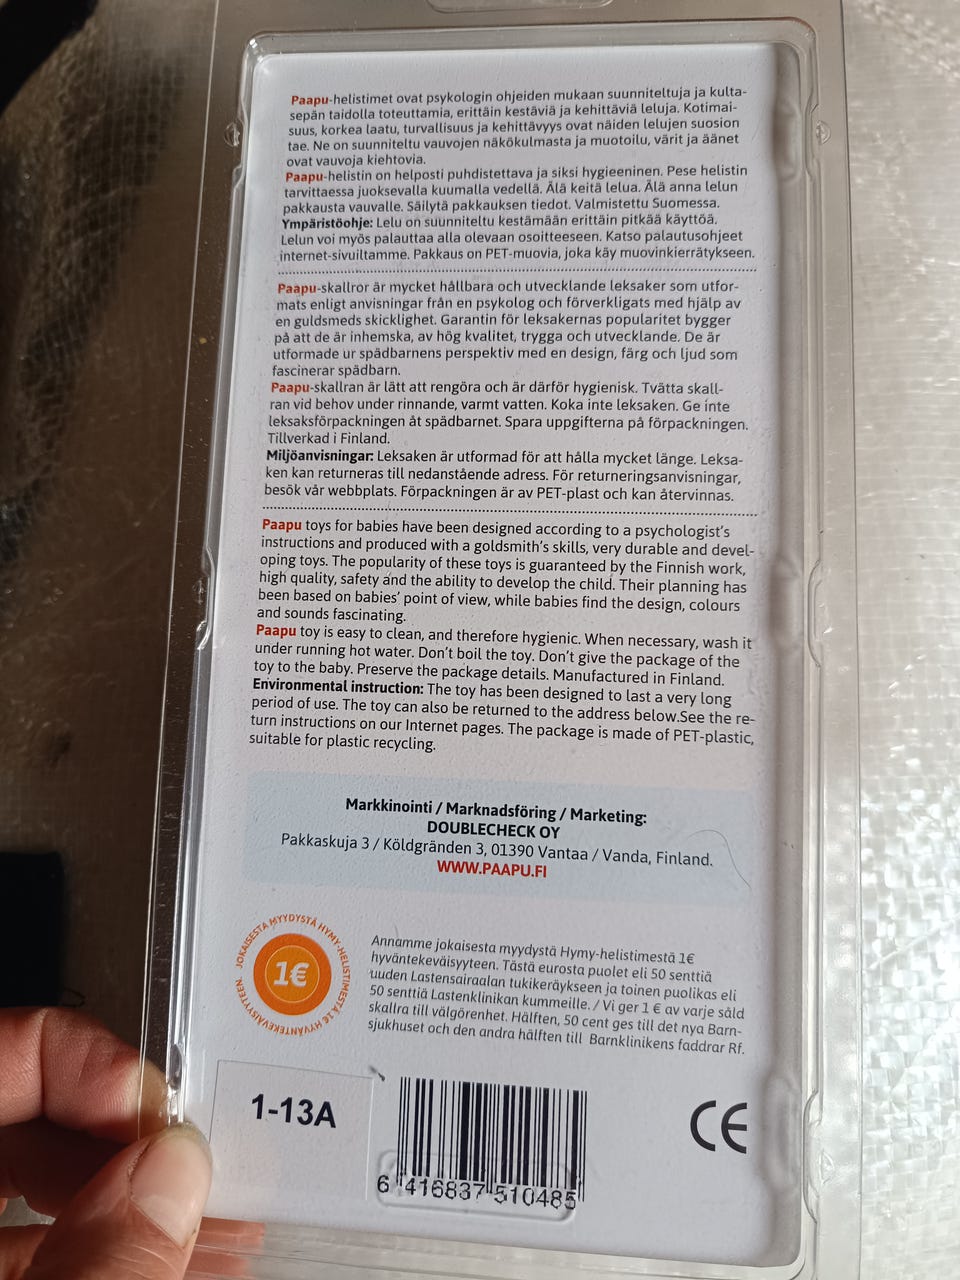 Paapu-helistimet ovat psykologin ohjeiden mukaan suunniteltuja ja kulta-
sepän taidolla toteuttamia, erittäin kestäviä ja kehittäviä leluja. Kotimai-
suus, korkea laatu, turvallisuus ja kehittävyys ovat näiden lelujen suosion
tae. Ne on suunniteltu vauvojen näkökulmasta ja muotoilu, värit ja äänet
ovat vauvoja kiehtovia.
Paapu-helistin on helposti puhdistettava ja siksi hygieeninen. Pese helistin
tarvittaessa juoksevalla kuumalla vedellä. Älä keitä lelua. Älä anna lelun
pakkausta vauvalle. Säilytä pakkauksen tiedot. Valmistettu Suomessa.
Ympäristöohje: Lelu on suunniteltu kestämään erittäin pitkää käyttöä.
Lelun voi myös palauttaa alla olevaan osoitteeseen. Katso palautusohjeet
internet-sivuiltamme. Pakkaus on PET-muovia, joka käy muovinkierrätykseen.
Paapu-skallror är mycket hållbara och utvecklande leksaker som utfor-
mats enligt anvisningar från en psykolog och förverkligats med hjälp av
en guldsmeds skicklighet. Garantin för leksakernas popularitet bygger
på att de är inhemska, av hög kvalitet, trygga och utvecklande. De är
utformade ur spädbarnens perspektiv med en design, färg och ljud som
fascinerar spädbarn.
Paapu-skallran är lätt att rengöra och är därför hygienisk. Tvätta skall-
ran vid behov under rinnande, varmt vatten. Koka inte leksaken. Ge inte
leksaksförpackningen åt spädbarnet. Spara uppgifterna på förpackningen.
Tillverkad i Finland.
Miljöanvisningar: Leksaken är utformad för att hålla mycket länge. Leksa-
ken kan returneras till nedanstående adress. För returneringsanvisningar,
besök vår webbplats. Förpackningen är av PET-plast och kan återvinnas.
Paapu toys for babies have been designed according to a psychologist's
instructions and produced with a goldsmith's skills, very durable and devel-
oping toys. The popularity of these toys is guaranteed by the Finnish work,
high quality, safety and the ability to develop the child. Their planning has
been based on babies' point of view, while babies find the design, colours
and sounds fascinating.
Paapu toy is easy to clean, and therefore hygienic. When necessary, wash it
under running hot water. Don't boil the toy. Don't give the package of the
toy to the baby. Preserve the package details. Manufactured in Finland.
Environmental instruction: The toy has been designed to last a very long
period of use. The toy can also be returned to the address below.See the re-
turn instructions on our Internet pages. The package is made of PET-plastic,
suitable for plastic recycling.
Markkinointi / Marknadsföring / Marketing:
DOUBLECHECK OY
Pakkaskuja 3 / Köldgränden 3, 01390 Vantaa / Vanda, Finland.
WWW.PAAPU.FI
JOKAISESTA MYYDYSTÄ HYMY-HELISTIMESTÄ 1€ HYVÄNTEKEVÄISYYTEEN.
1€
Annamme jokaisesta myydystä Hymy-helistimestä 1€
hyväntekeväisyyteen. Tästä eurosta puolet eli 50 senttiä
uuden Lastensairaalan tukikeräykseen ja toinen puolikas eli
50 senttiä Lastenklinikan kummeille. / Vi ger 1 € av varje såld
skallra till välgörenhet. Hälften, 50 cent ges till det nya Barn-
sjukhuset och den andra hälften till Barnklinikens faddrar Rf.
1-13A
CE
6 416837 510485